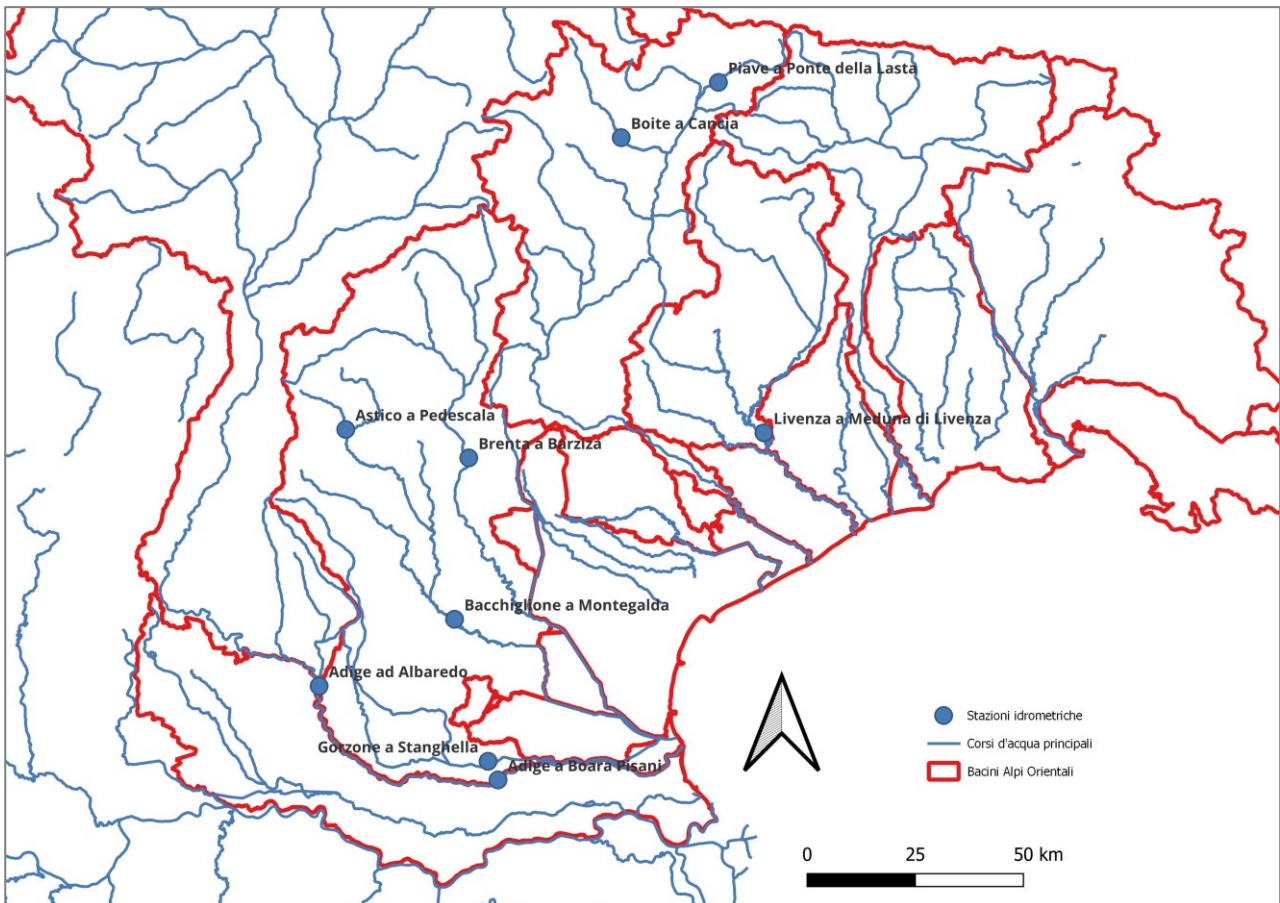 Piave a Ponte della Lasta
Boite a Cancia
Astico a Pedescala
Livenza a Meduna di Livenza
Brenta a Barziza
Bacchiglione a Montegalda
Adige ad Albaredo
Gorzone a Stanghella
Adige a Boara Pisani
Stazioni idrometriche
Corsi d'acqua principali
Bacini Alpi Orientali
0 25 50 km